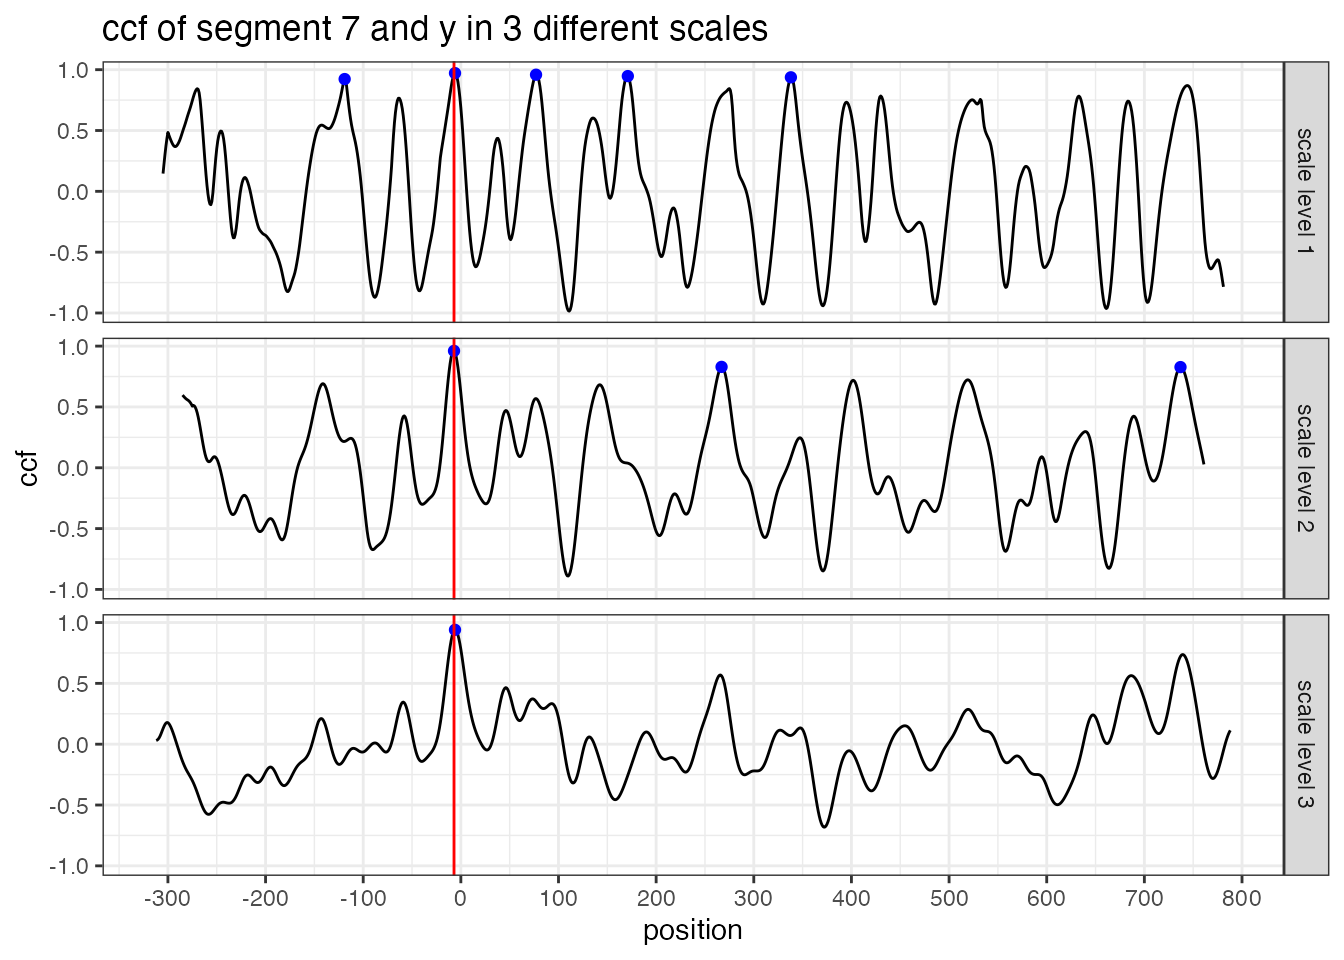 ccf of segment 7 and y in 3 different scales
1.0
0.5
0.0
-0.5
-1.0
scale level 1
1.0
0.5
0.0
-0.5
-1.0
scale level 2
ccf
1.0
0.5
0.0
-0.5
-1.0
scale level 3
-300 -200 -100 0 100 200 300 400 500 600 700 800
position